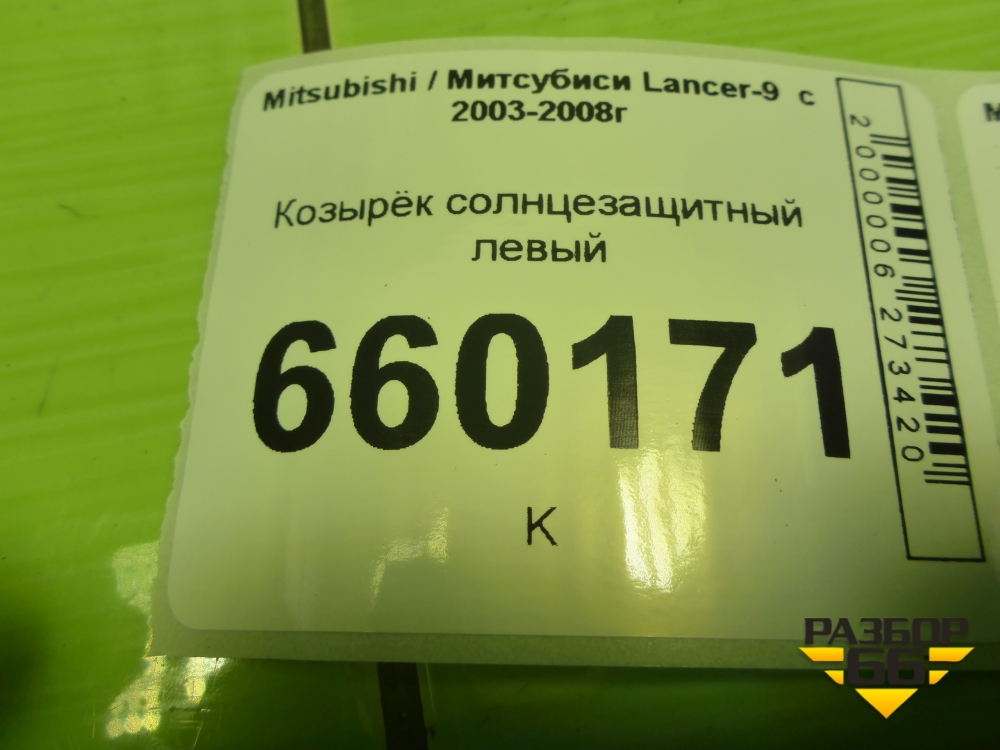 Mitsubishi / Митсубиси Lancer-9 с
2003-2008г
Козырёк солнцезащитный
левый
660171
К
2000006273420
РАЗБОР
66